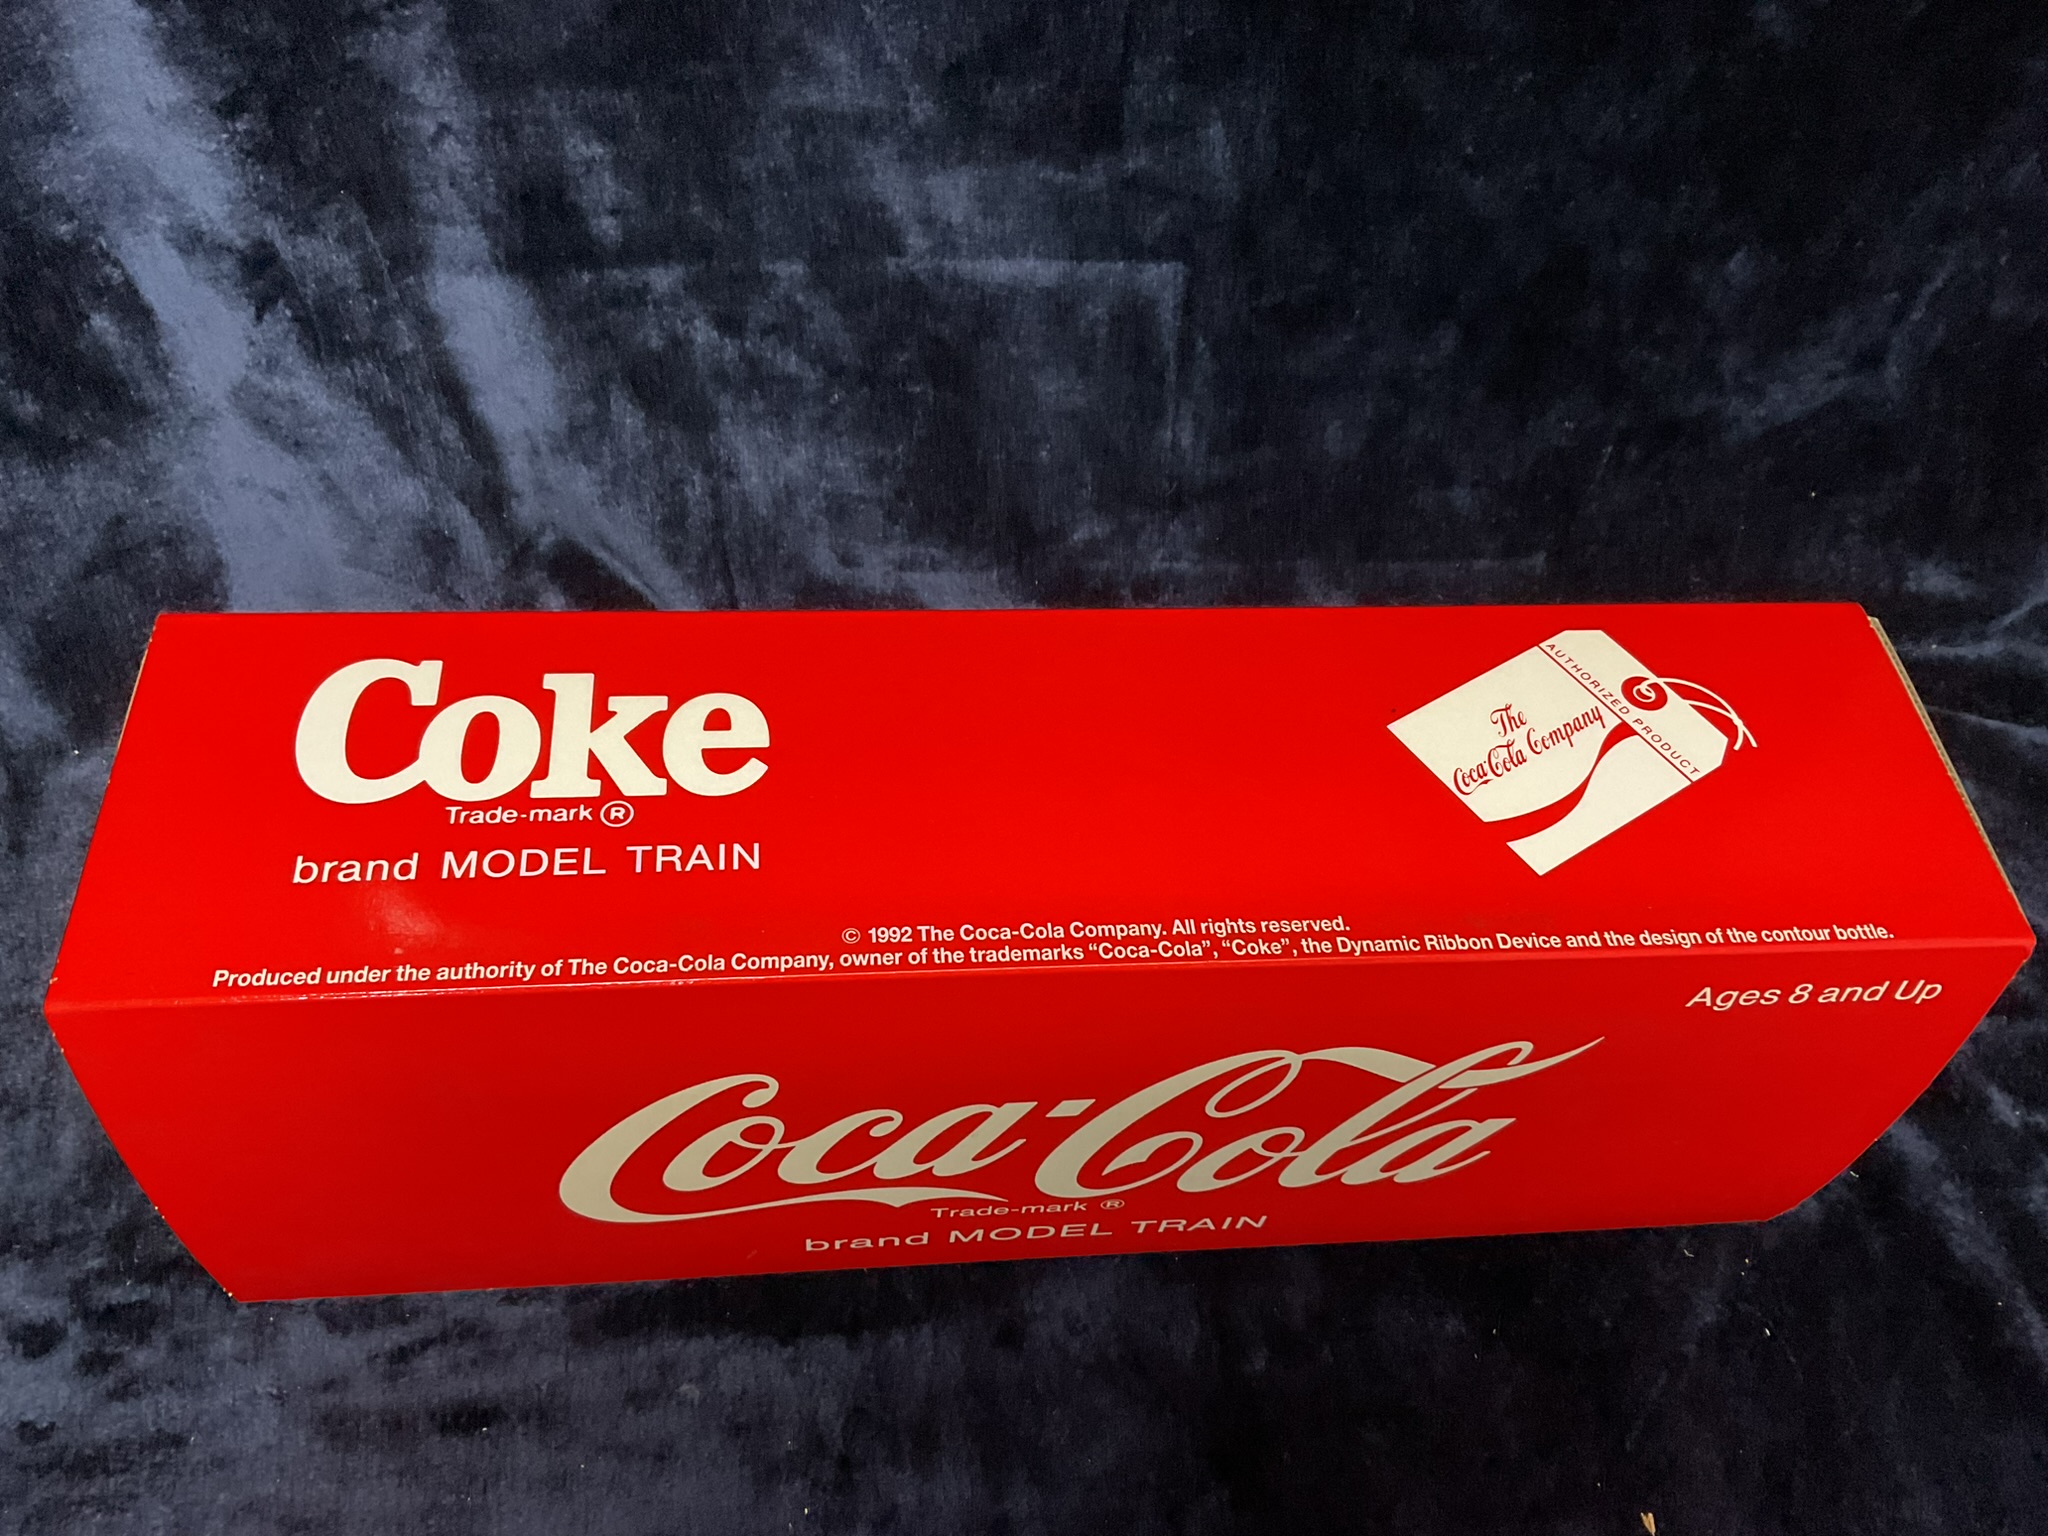 Coke
Trade-mark ®
brand MODEL TRAIN
AUTHORIZED PRODUCT
The
Coca-Cola Company
© 1992 The Coca-Cola Company. All rights reserved.
Produced under the authority of The Coca-Cola Company, owner of the trademarks “Coca-Cola”, “Coke”, the Dynamic Ribbon Device and the design of the contour bottle.
Ages 8 and Up
Coca-Cola
Trade-mark ®
brand MODEL TRAIN